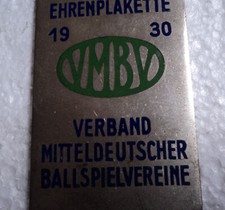 EHRENPLAKETTE
19 30
VMBV
VERBAND
MITTELDEUTSCHER
BALLSPIELVEREINE